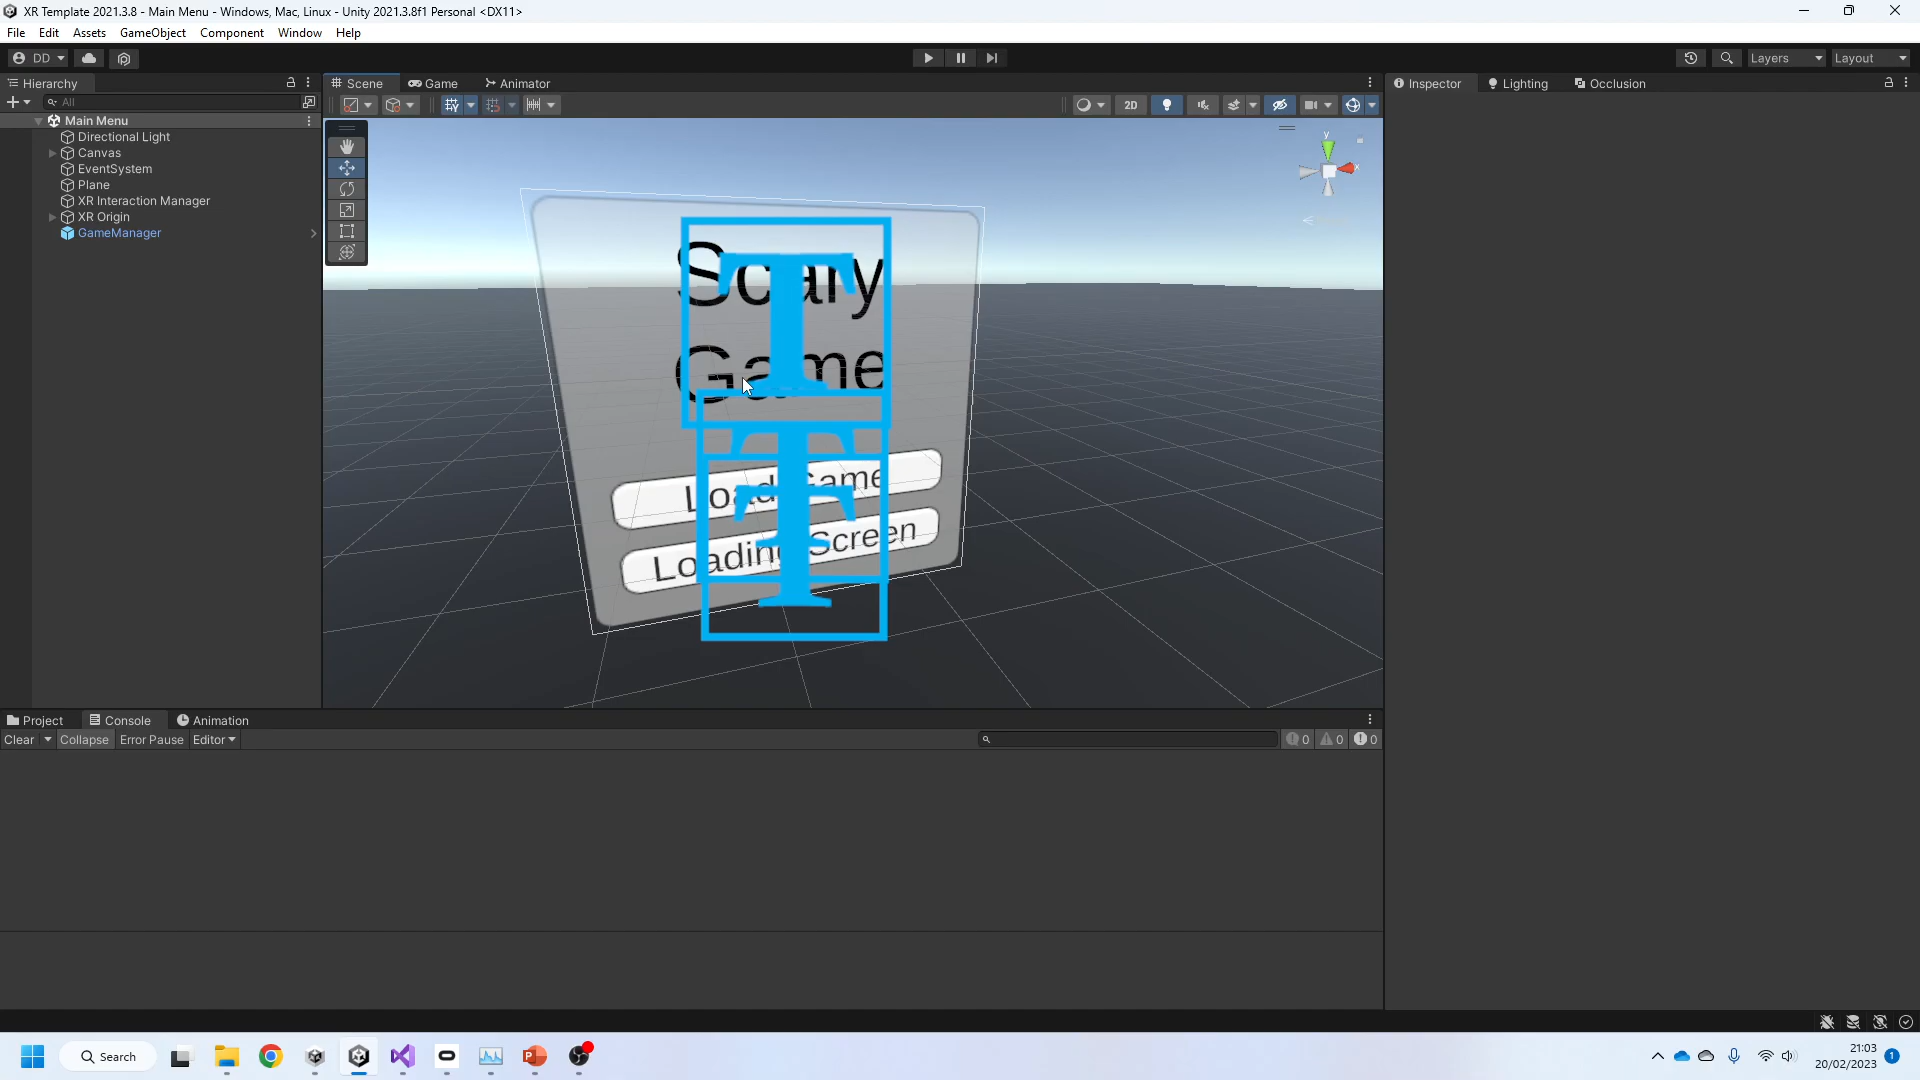 XR Template 2021.3.8 - Main Menu - Windows, Mac, Linux - Unity 2021.3.8f1 Personal <DX11>
File Edit Assets GameObject Component Window Help
DD Layers Layout
Hierarchy Scene Game Animator Inspector Lighting Occlusion
All 2D
Main Menu
Directional Light
Canvas
EventSystem
Plane
XR Interaction Manager
XR Origin
GameManager
y
x
Scary
Game
Load Game
Loading Screen
T
T
T
Project Console Animation
Clear Collapse Error Pause Editor 0 0 0
Search
21:03
20/02/2023
1